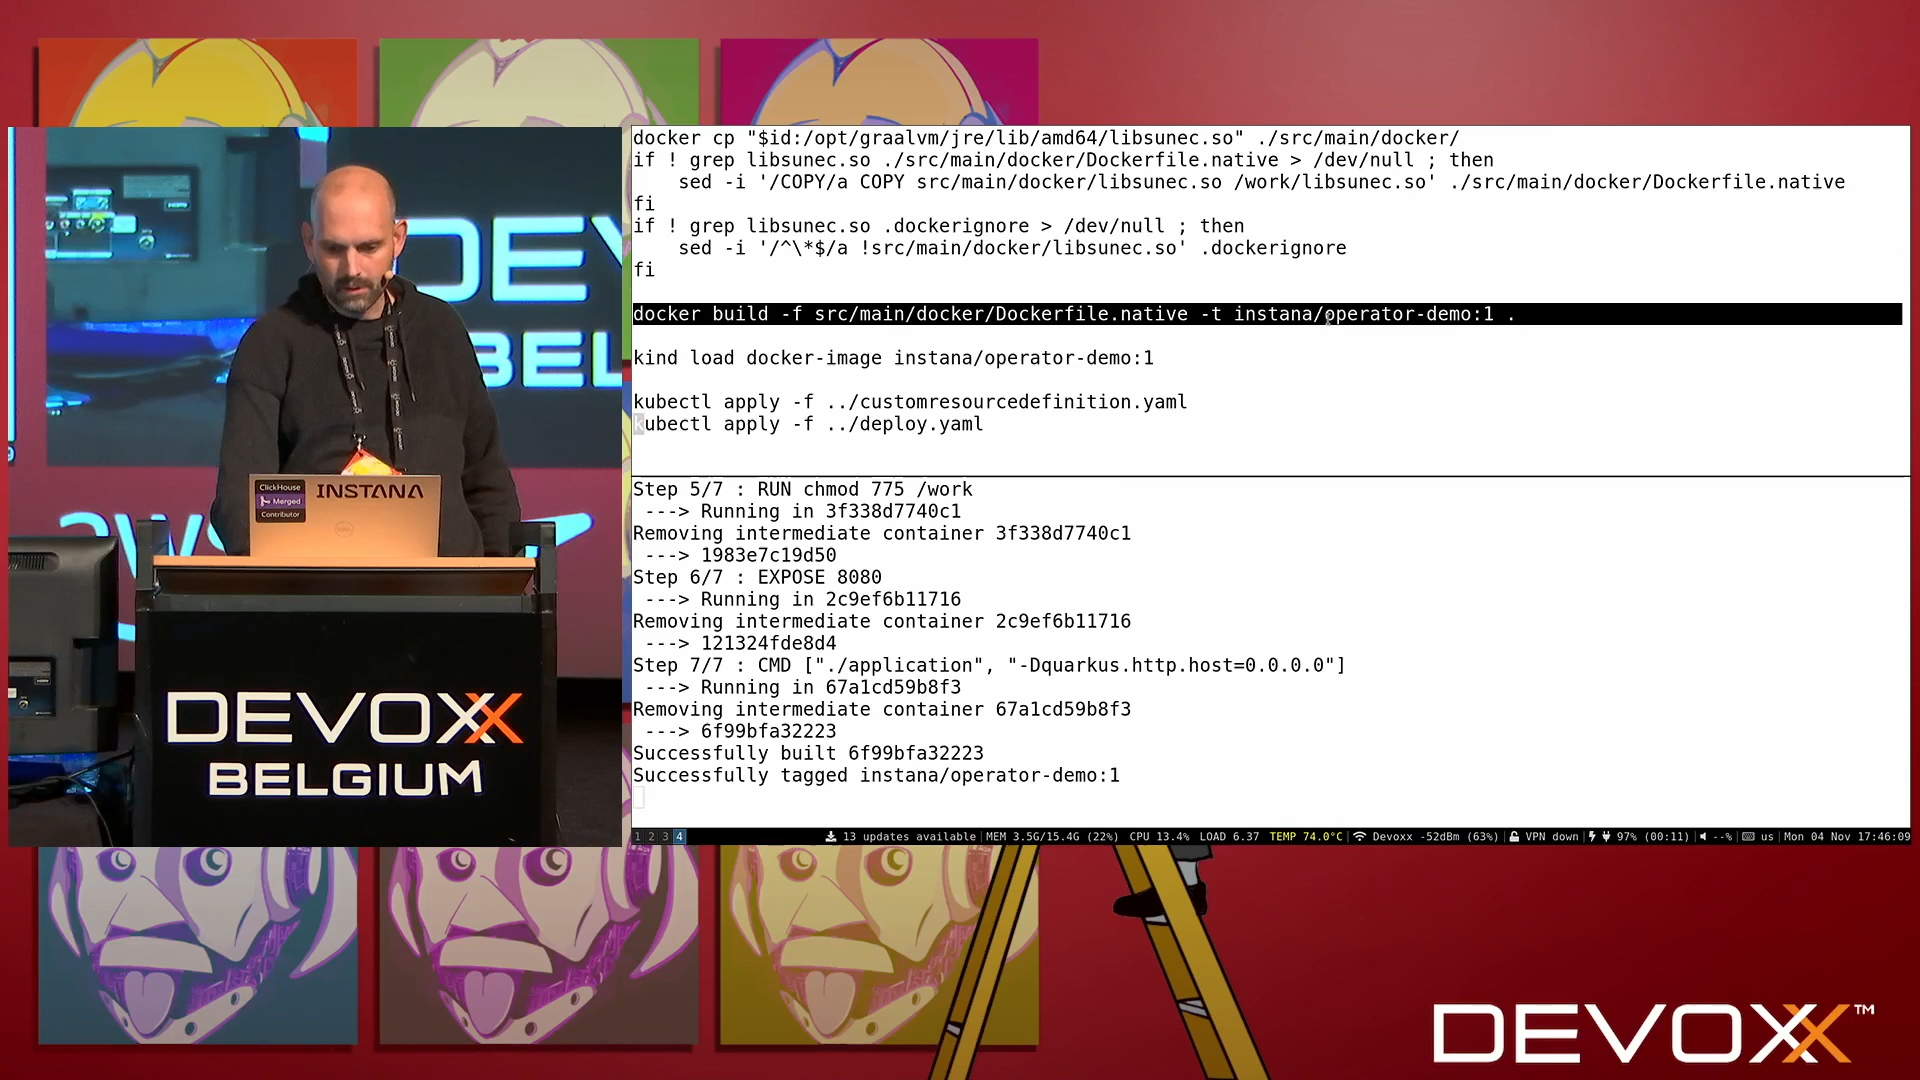 docker cp "$id:/opt/graalvm/jre/lib/amd64/libsunec.so" ./src/main/docker/
if ! grep libsunec.so ./src/main/docker/Dockerfile.native > /dev/null ; then
    sed -i '/COPY/a COPY src/main/docker/libsunec.so /work/libsunec.so' ./src/main/docker/Dockerfile.native
fi
if ! grep libsunec.so .dockerignore > /dev/null ; then
    sed -i '/^\*$/a !src/main/docker/libsunec.so' .dockerignore
fi
docker build -f src/main/docker/Dockerfile.native -t instana/operator-demo:1 .
kind load docker-image instana/operator-demo:1
kubectl apply -f ../customresourcedefinition.yaml
kubectl apply -f ../deploy.yaml
Step 5/7 : RUN chmod 775 /work
 ---> Running in 3f338d7740c1
Removing intermediate container 3f338d7740c1
 ---> 1983e7c19d50
Step 6/7 : EXPOSE 8080
 ---> Running in 2c9ef6b11716
Removing intermediate container 2c9ef6b11716
 ---> 121324fde8d4
Step 7/7 : CMD ["./application", "-Dquarkus.http.host=0.0.0.0"]
 ---> Running in 67a1cd59b8f3
Removing intermediate container 67a1cd59b8f3
 ---> 6f99bfa32223
Successfully built 6f99bfa32223
Successfully tagged instana/operator-demo:1
1 2 3 4 13 updates available | MEM 3.5G/15.4G (22%) CPU 13.4% LOAD 6.37 TEMP 74.0°C | Devoxx -52dBm (63%) | VPN down | 97% (00:11) | --% | us | Mon 04 Nov 17:46:09
DEV
BEL
aws
ClickHouse
Merged
Contributor
INSTANA
DEVOXX
BELGIUM
DEVOXX™